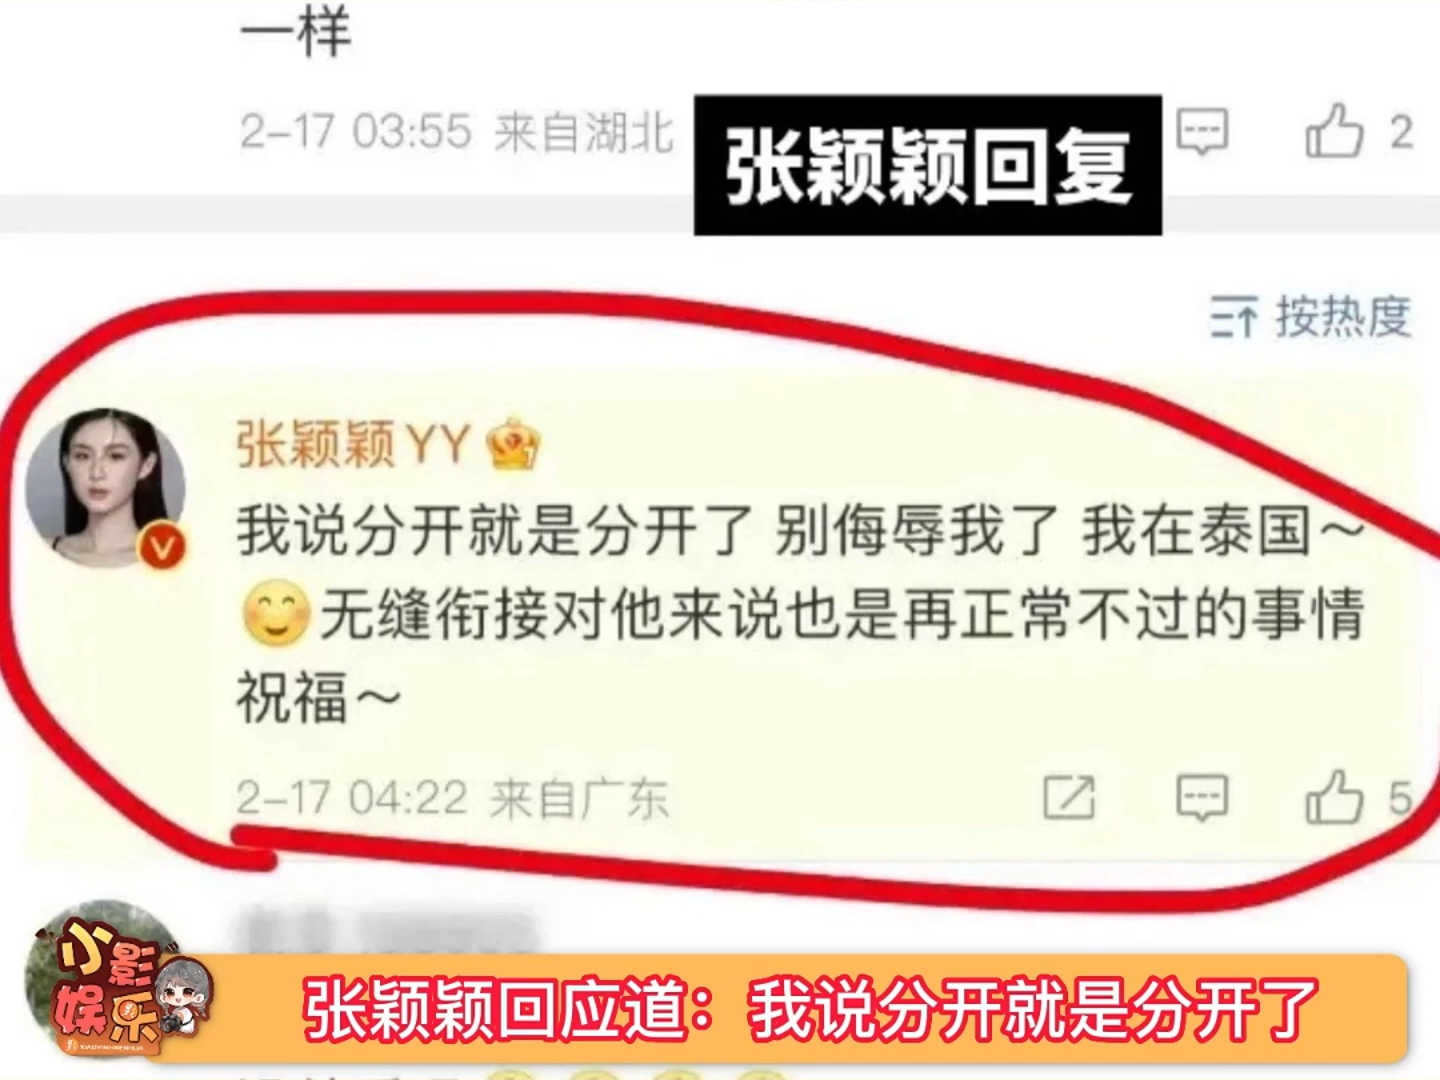 一样
2-17 03:55 来自湖北
2
张颖颖回复
按热度
张颖颖YY
我说分开就是分开了 别侮辱我了 我在泰国～
无缝衔接对他来说也是再正常不过的事情
祝福～
2-17 04:22 来自广东
5
小影娱乐
张颖颖回应道：我说分开就是分开了